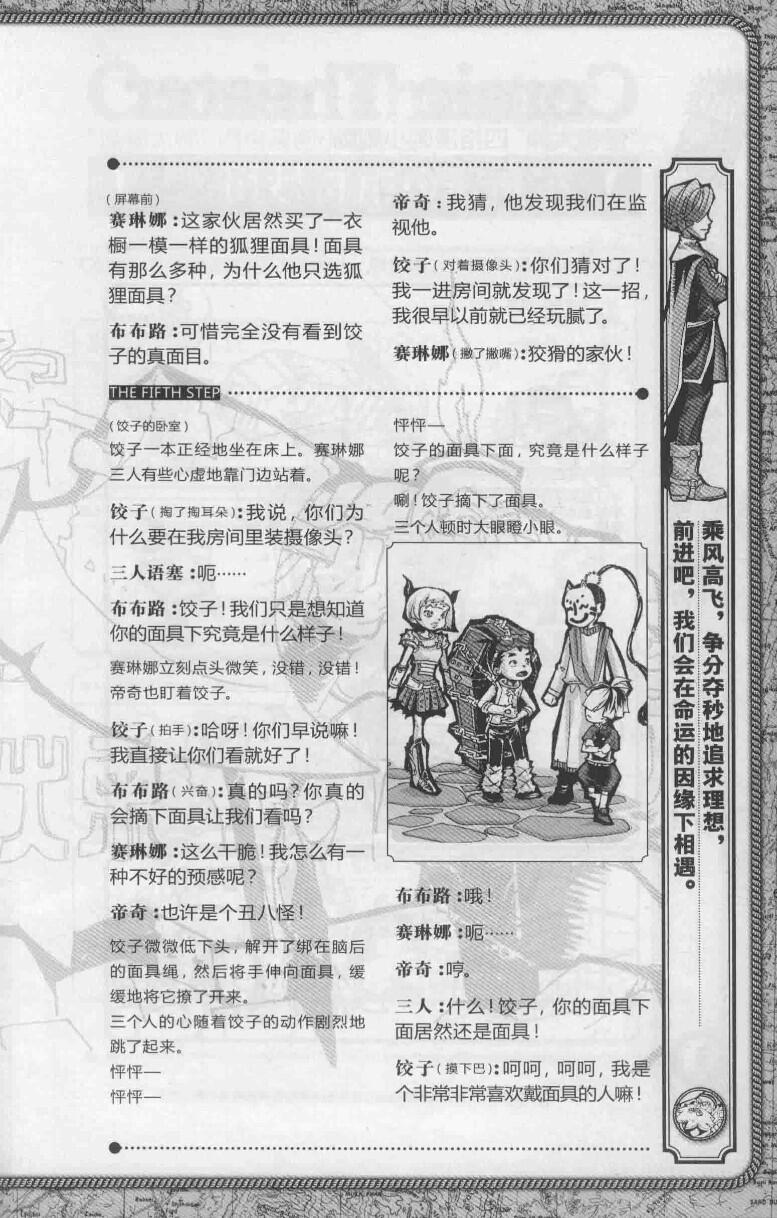 （屏幕前）
赛琳娜：这家伙居然买了一衣
橱一模一样的狐狸面具！面具
有那么多种，为什么他只选狐
狸面具？
布布路：可惜完全没有看到饺
子的真面目。
帝奇：我猜，他发现我们在监
视他。
饺子（对着摄像头）：你们猜对了！
我一进房间就发现了！这一招，
我很早以前就已经玩腻了。
赛琳娜（撇了撇嘴）：狡猾的家伙！
THE FIFTH STEP
（饺子的卧室）
饺子一本正经地坐在床上。赛琳娜
三人有些心虚地靠门边站着。
饺子（掏了掏耳朵）：我说，你们为
什么要在我房间里装摄像头？
三人语塞：呃……
布布路：饺子！我们只是想知道
你的面具下究竟是什么样子！
赛琳娜立刻点头微笑，没错，没错！
帝奇也盯着饺子。
饺子（拍手）：哈呀！你们早说嘛！
我直接让你们看就好了！
布布路（兴奋）：真的吗？你真的
会摘下面具让我们看吗？
赛琳娜：这么干脆！我怎么有一
种不好的预感呢？
帝奇：也许是个丑八怪！
饺子微微低下头，解开了绑在脑后
的面具绳，然后将手伸向面具，缓
缓地将它撩了开来。
三个人的心随着饺子的动作剧烈地
跳了起来。
怦怦—
怦怦—
怦怦—
饺子的面具下面，究竟是什么样子
呢？
唰！饺子摘下了面具。
三个人顿时大眼瞪小眼。
布布路：哦！
赛琳娜：呃……
帝奇：哼。
三人：什么！饺子，你的面具下
面居然还是面具！
饺子（摸下巴）：呵呵，呵呵，我是
个非常非常喜欢戴面具的人嘛！
乘风高飞，争分夺秒地追求理想，
前进吧，我们会在命运的因缘下相遇。